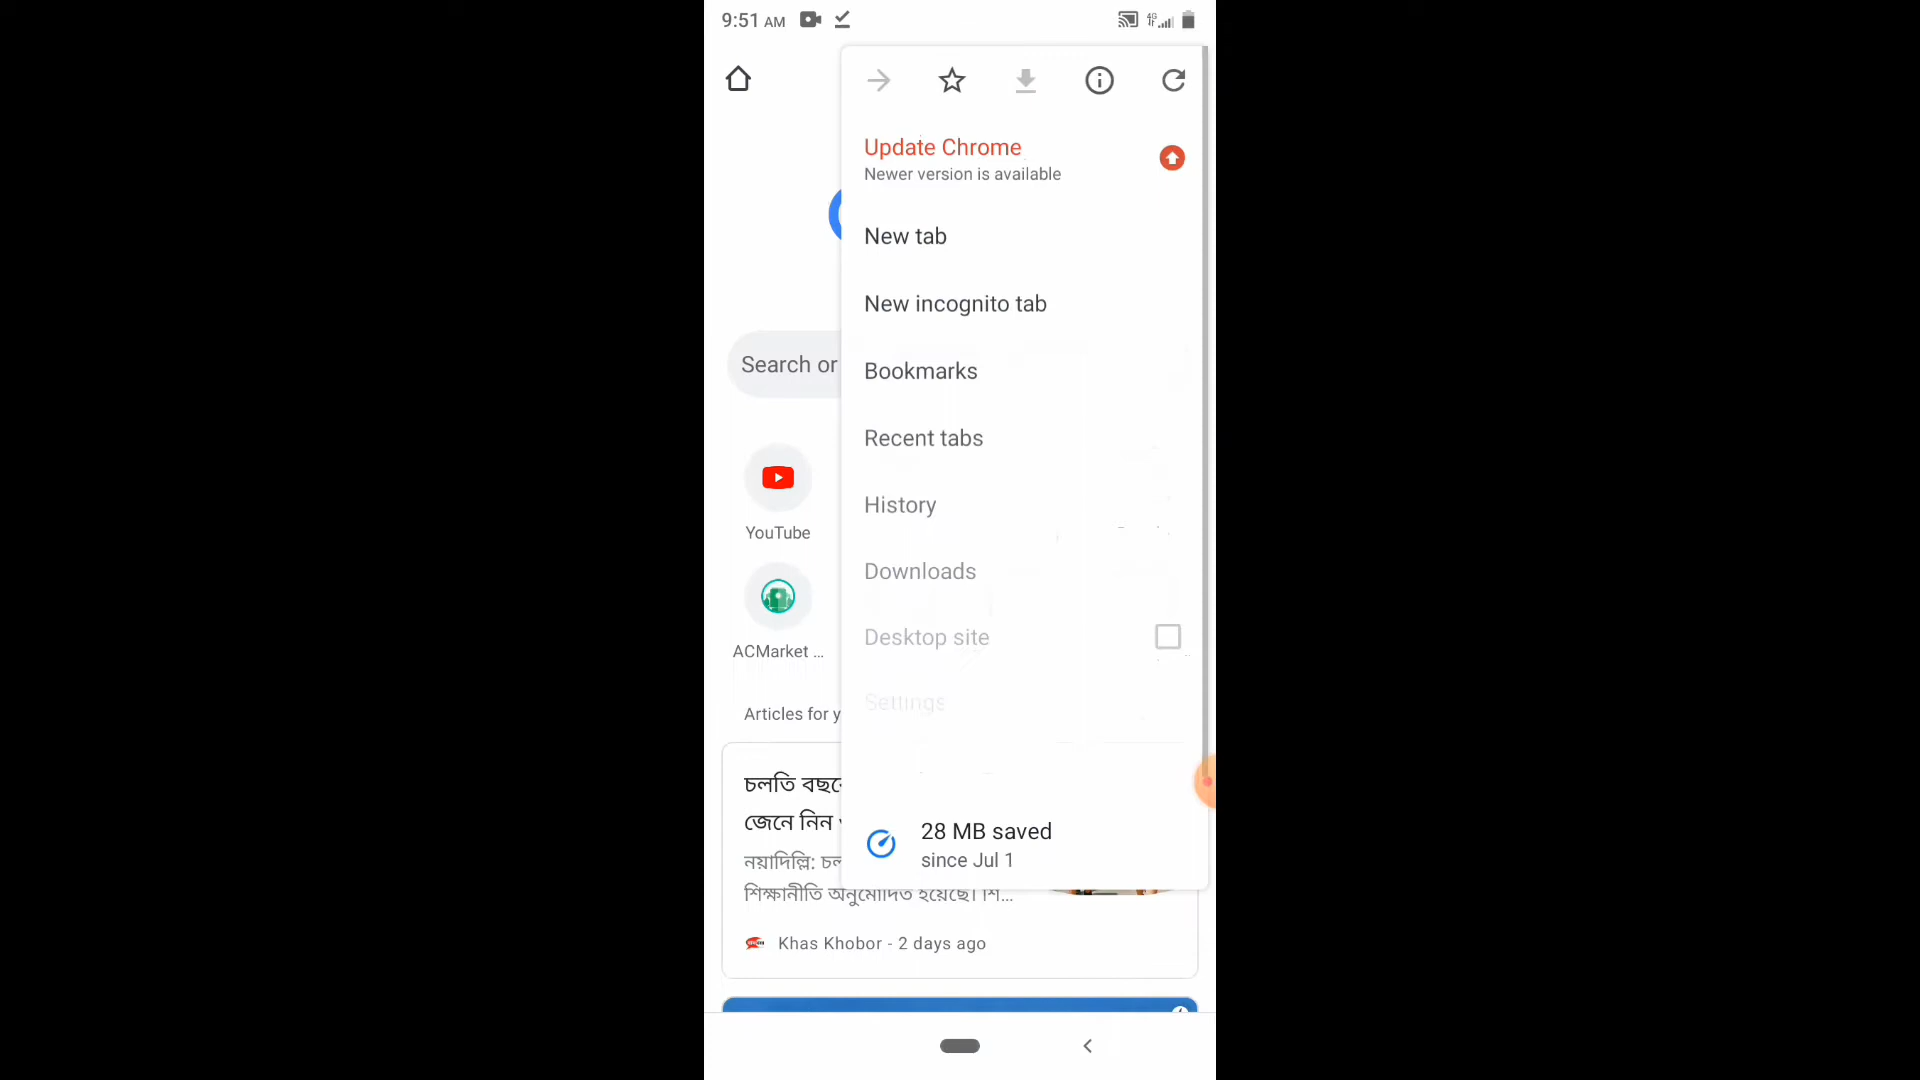 9:51 AM
Update Chrome
Newer version is available
New tab
New incognito tab
Search or
Bookmarks
Recent tabs
History
YouTube
Downloads
Desktop site
ACMarket ...
Settings
Articles for y
চলতি বছরে
জেনে নিন
28 MB saved
since Jul 1
নয়াদিল্লি: চল
শিক্ষানীতি অনুমোদিত হয়েছে। শি...
Khas Khobor - 2 days ago